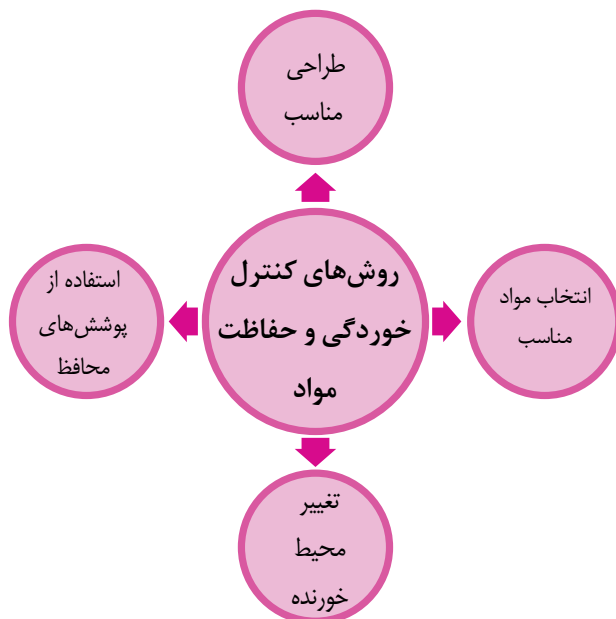 طراحی
مناسب
روش‌های کنترل
خوردگی و حفاظت
مواد
انتخاب مواد
مناسب
استفاده از
پوشش‌های
محافظ
تغییر
محیط
خورنده